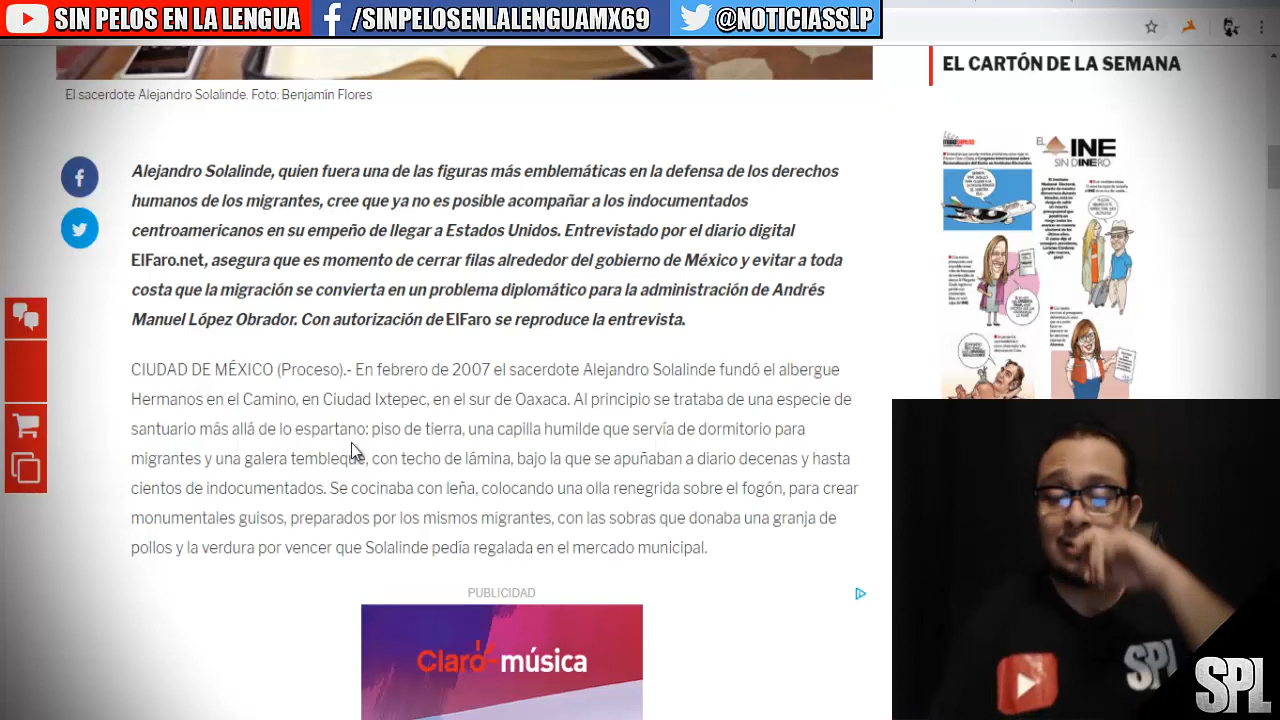 SIN PELOS EN LA LENGUA
/SINPELOSENLALENGUAMX69
@NOTICIASSLP
El sacerdote Alejandro Solalinde. Foto: Benjamín Flores
EL CARTÓN DE LA SEMANA
EL
INE
SIN DINERO
Alejandro Solalinde, quien fuera una de las figuras más emblemáticas en la defensa de los derechos
humanos de los migrantes, cree que ya no es posible acompañar a los indocumentados
centroamericanos en su empeño de llegar a Estados Unidos. Entrevistado por el diario digital
ElFaro.net, asegura que es momento de cerrar filas alrededor del gobierno de México y evitar a toda
costa que la migración se convierta en un problema diplomático para la administración de Andrés
Manuel López Obrador. Con autorización de ElFaro se reproduce la entrevista.
CIUDAD DE MÉXICO (Proceso).- En febrero de 2007 el sacerdote Alejandro Solalinde fundó el albergue
Hermanos en el Camino, en Ciudad Ixtepec, en el sur de Oaxaca. Al principio se trataba de una especie de
santuario más allá de lo espartano: piso de tierra, una capilla humilde que servía de dormitorio para
migrantes y una galera tembleque, con techo de lámina, bajo la que se apuñaban a diario decenas y hasta
cientos de indocumentados. Se cocinaba con leña, colocando una olla renegrida sobre el fogón, para crear
monumentales guisos, preparados por los mismos migrantes, con las sobras que donaba una granja de
pollos y la verdura por vencer que Solalinde pedía regalada en el mercado municipal.
PUBLICIDAD
Claro música
SPL
SPL